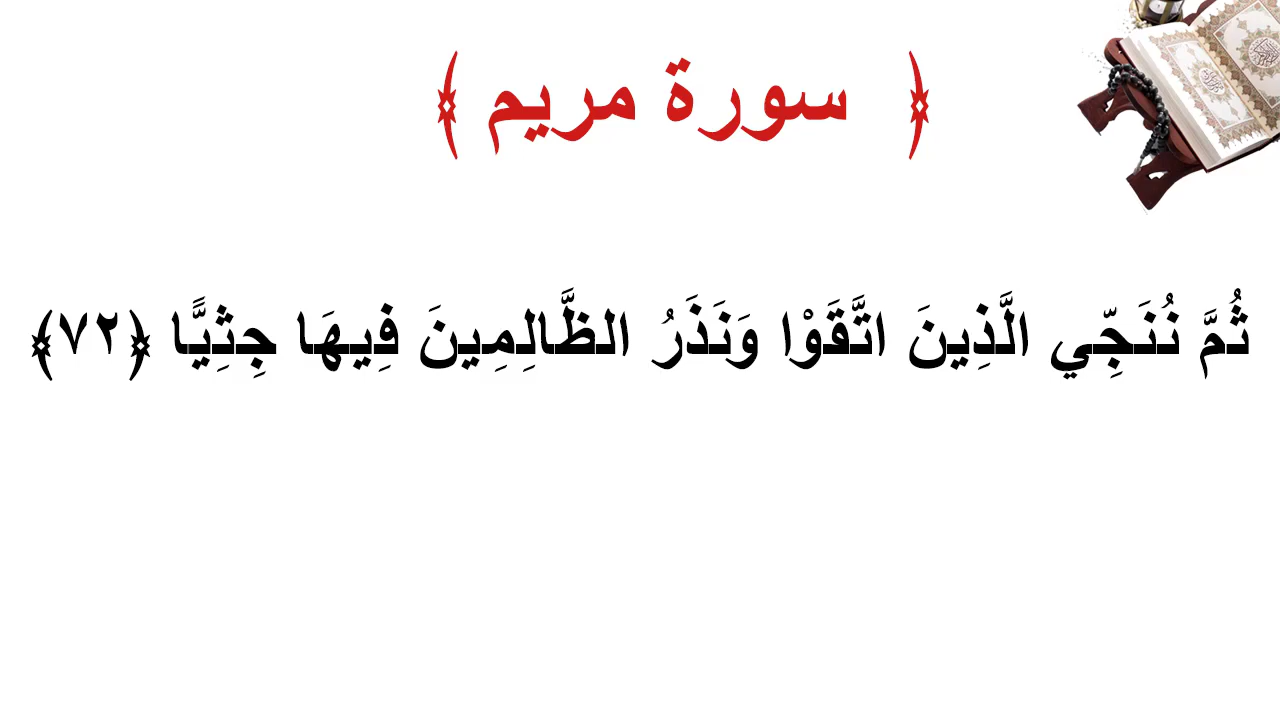 ﴿ سورة مريم ﴾
ثُمَّ نُنَجِّي الَّذِينَ اتَّقَوْا وَنَذَرُ الظَّالِمِينَ فِيهَا جِثِيًّا ﴿٧٢﴾